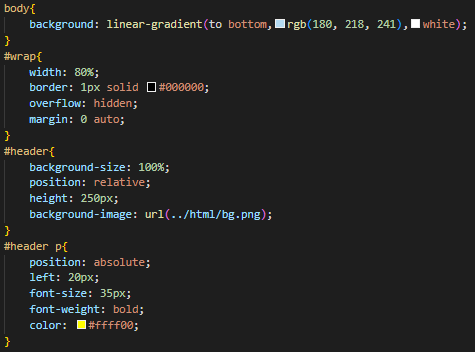 body{
    background: linear-gradient(to bottom,rgb(180, 218, 241),white);
}
#wrap{
    width: 80%;
    border: 1px solid #000000;
    overflow: hidden;
    margin: 0 auto;
}
#header{
    background-size: 100%;
    position: relative;
    height: 250px;
    background-image: url(../html/bg.png);
}
#header p{
    position: absolute;
    left: 20px;
    font-size: 35px;
    font-weight: bold;
    color: #ffff00;
}